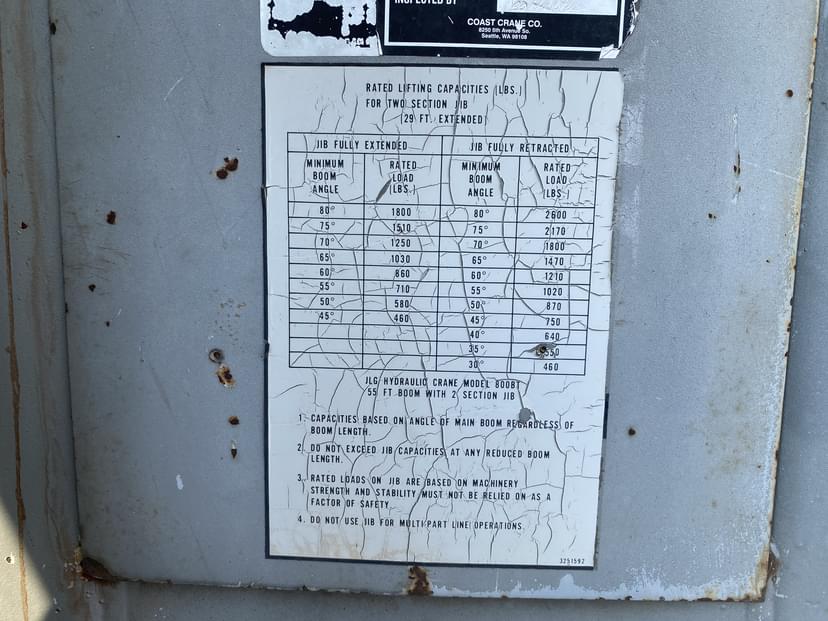 INSPECTED BY
COAST CRANE CO.
8250 5th Avenue So.
Seattle, WA 98108
RATED LIFTING CAPACITIES (LBS.)
FOR TWO SECTION JIB
(29 FT. EXTENDED)
JIB FULLY EXTENDED JIB FULLY RETRACTED
MINIMUM BOOM ANGLE RATED LOAD (LBS.) MINIMUM BOOM ANGLE RATED LOAD (LBS.)
80° 1800 80° 2600
75° 1510 75° 2170
70° 1250 70° 1800
65° 1030 65° 1470
60° 860 60° 1210
55° 710 55° 1020
50° 580 50° 870
45° 460 45° 750
40° 640
35° 550
30° 460
JLG HYDRAULIC CRANE MODEL 800BT
55 FT BOOM WITH 2 SECTION JIB
1. CAPACITIES BASED ON ANGLE OF MAIN BOOM REGARDLESS OF
BOOM LENGTH.
2. DO NOT EXCEED JIB CAPACITIES AT ANY REDUCED BOOM
LENGTH.
3. RATED LOADS ON JIB ARE BASED ON MACHINERY
STRENGTH AND STABILITY MUST NOT BE RELIED ON AS A
FACTOR OF SAFETY.
4. DO NOT USE JIB FOR MULTI-PART LINE OPERATIONS.
3251592